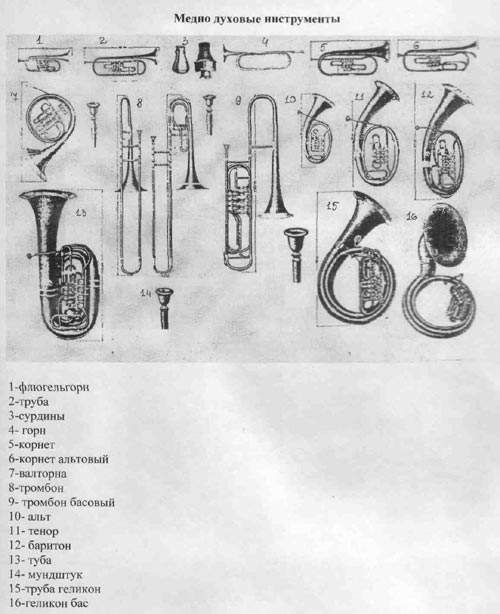 Медно духовые инструменты
1 2 3 4 5 6
8 9 10 11 12
13 15 16
14
1-флюгельгори
2-труба
3-сурдины
4- горн
5-корнет
6-корнет альтовый
7-валторна
8-тромбон
9- тромбон басовый
10- альт
11- тенор
12- баритон
13- туба
14- мундштук
15-труба геликон
16-геликон бас